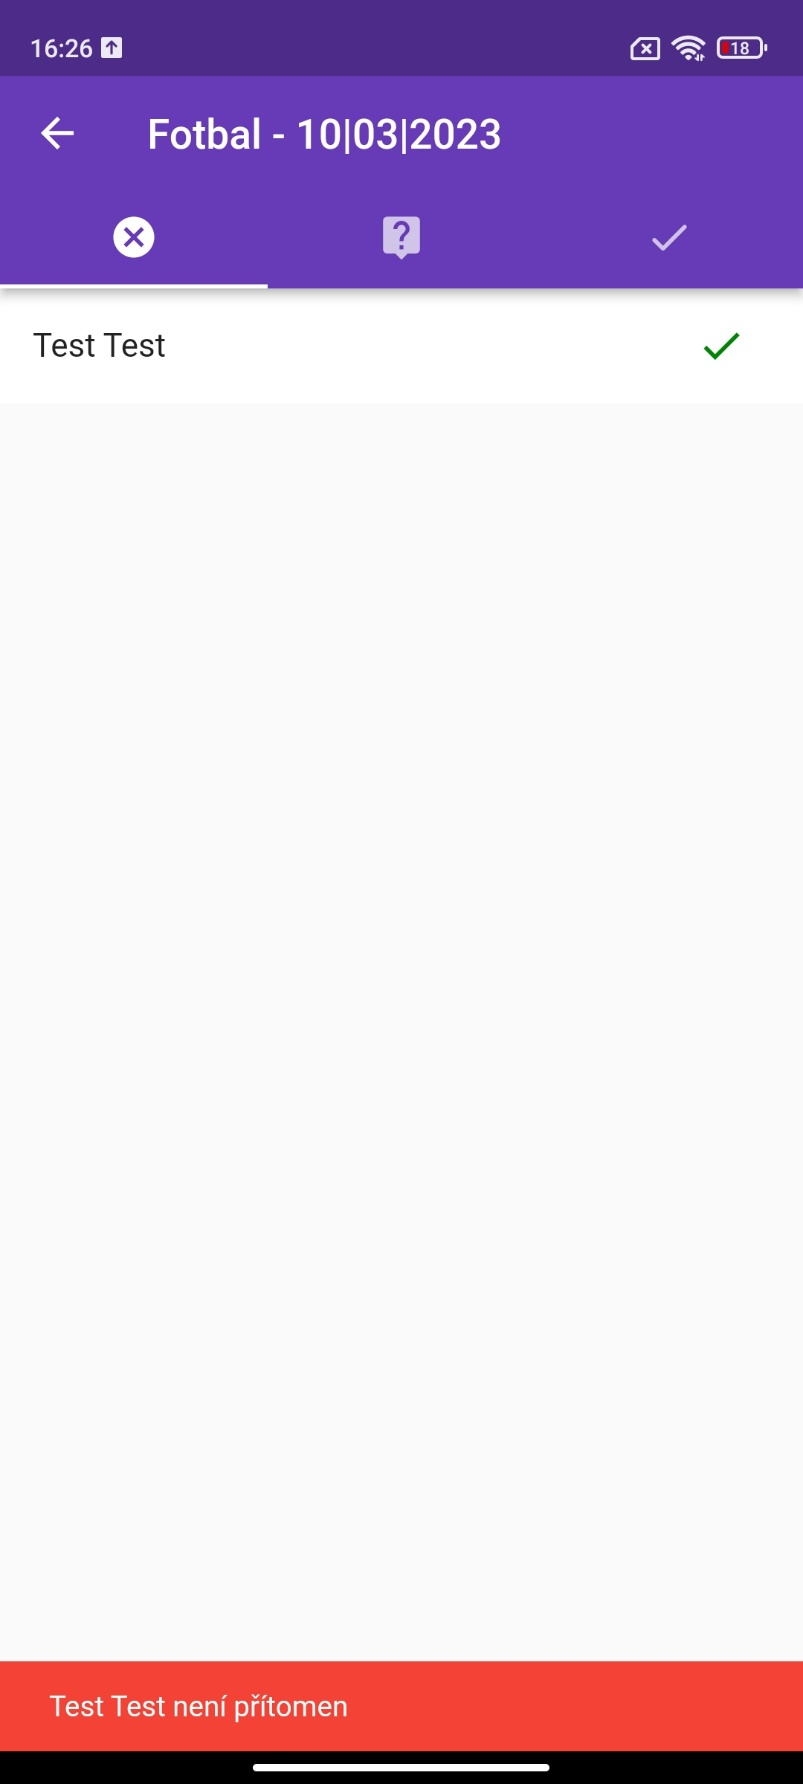 16:26
18
Fotbal - 10|03|2023
Test Test
Test Test není přítomen